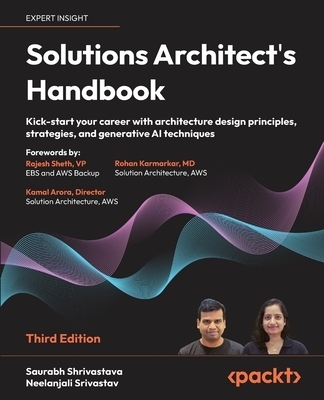 EXPERT INSIGHT
Solutions Architect's
Handbook
Kick-start your career with architecture design principles,
strategies, and generative AI techniques
Forewords by:
Rajesh Sheth, VP
EBS and AWS Backup
Rohan Karmarkar, MD
Solution Architecture, AWS
Kamal Arora, Director
Solution Architecture, AWS
Third Edition
Saurabh Shrivastava
Neelanjali Srivastav
<packt>